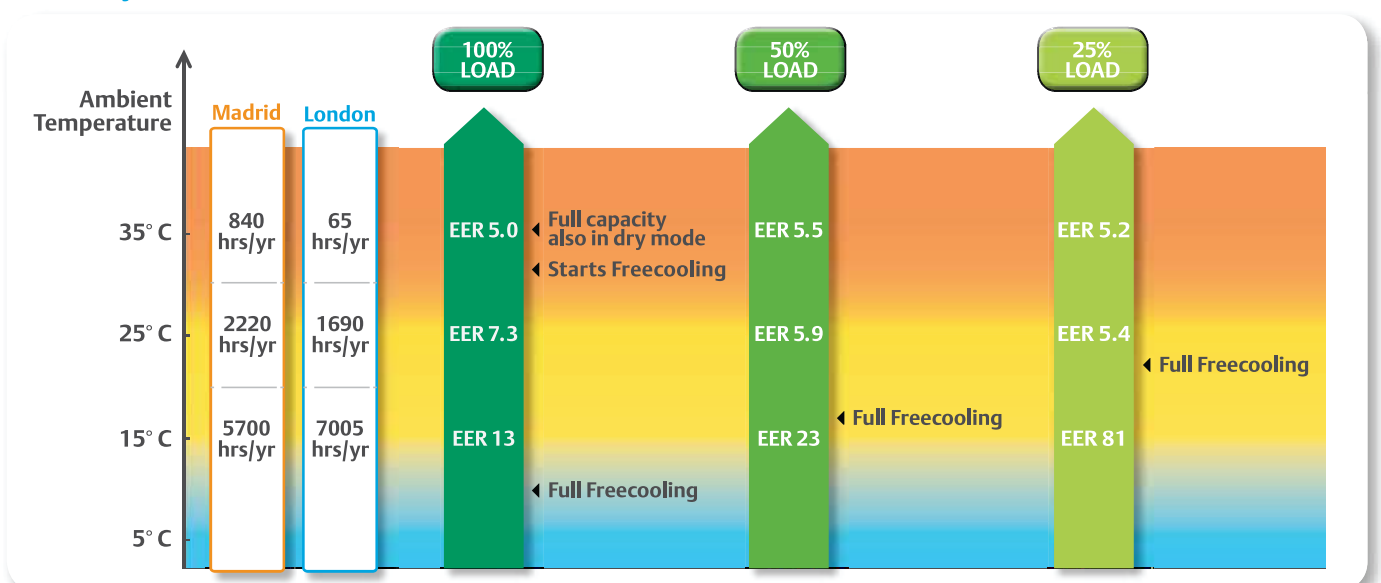 100%
LOAD
50%
LOAD
25%
LOAD
Ambient
Temperature
Madrid
London
35° C
840
hrs/yr
65
hrs/yr
EER 5.0
Full capacity
also in dry mode
EER 5.5
EER 5.2
Starts Freecooling
25° C
2220
hrs/yr
1690
hrs/yr
EER 7.3
EER 5.9
EER 5.4
Full Freecooling
Full Freecooling
15° C
5700
hrs/yr
7005
hrs/yr
EER 13
EER 23
EER 81
Full Freecooling
5° C